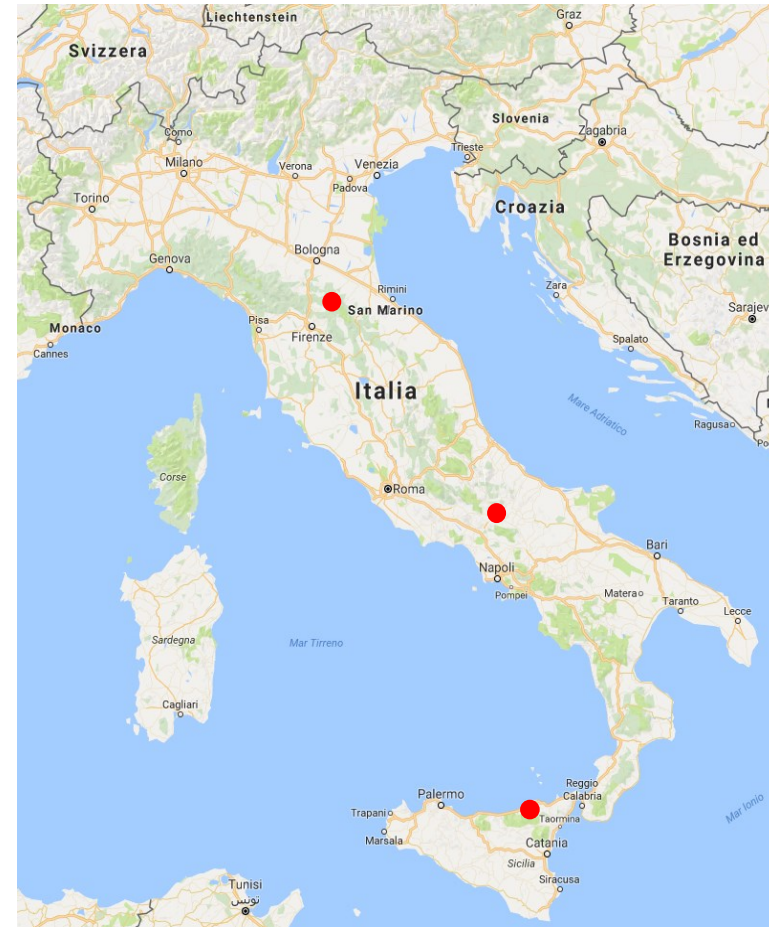 Liechtenstein
Graz
Svizzera
Slovenia
Zagabria
Como
Milano
Verona
Venezia
Trieste
Padova
Torino
Croazia
Bosnia ed
Erzegovina
Bologna
Genova
Rimini
Zara
Sarajev
San Marino
Pisa
Firenze
Monaco
Cannes
Spalato
Italia
Mare Adriatico
Ragusa
Po
Corse
Roma
Bari
Napoli
Pompei
Matera
Taranto
Lecce
Sardegna
Mar Tirreno
Cagliari
Reggio
Calabria
Palermo
Mar Ionio
Trapani
Taormina
Marsala
Catania
Sicilia
Siracusa
Tunisi
تونس